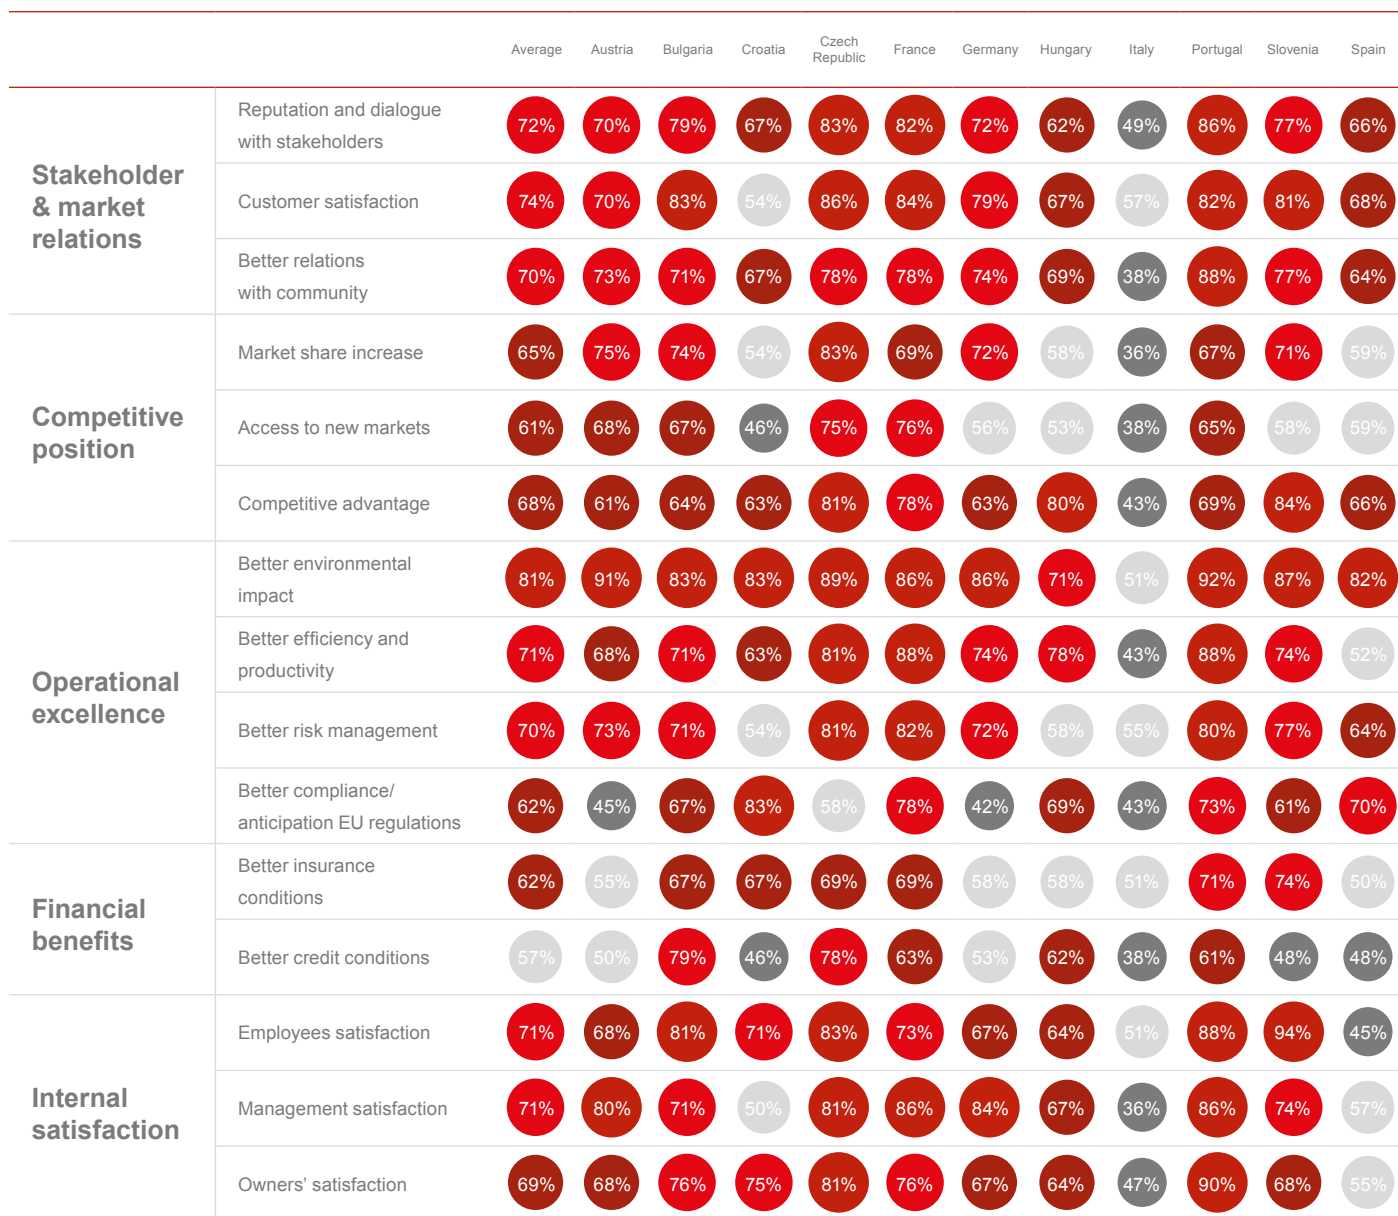 Average Austria Bulgaria Croatia Czech Republic France Germany Hungary Italy Portugal Slovenia Spain
Stakeholder
& market
relations
Reputation and dialogue
with stakeholders
72% 70% 79% 67% 83% 82% 72% 62% 49% 86% 77% 66%
Customer satisfaction
74% 70% 83% 54% 86% 84% 79% 67% 57% 82% 81% 68%
Better relations
with community
70% 73% 71% 67% 78% 78% 74% 69% 38% 88% 77% 64%
Competitive
position
Market share increase
65% 75% 74% 54% 83% 69% 72% 58% 36% 67% 71% 59%
Access to new markets
61% 68% 67% 46% 75% 76% 56% 53% 38% 65% 58% 59%
Competitive advantage
68% 61% 64% 63% 81% 78% 63% 80% 43% 69% 84% 66%
Operational
excellence
Better environmental
impact
81% 91% 83% 83% 89% 86% 86% 71% 51% 92% 87% 82%
Better efficiency and
productivity
71% 68% 71% 63% 81% 88% 74% 78% 43% 88% 74% 52%
Better risk management
70% 73% 71% 54% 81% 82% 72% 58% 55% 80% 77% 64%
Better compliance/
anticipation EU regulations
62% 45% 67% 83% 58% 78% 42% 69% 43% 73% 61% 70%
Financial
benefits
Better insurance
conditions
62% 55% 67% 67% 69% 69% 58% 58% 51% 71% 74% 50%
Better credit conditions
57% 50% 79% 46% 78% 63% 53% 62% 38% 61% 48% 48%
Internal
satisfaction
Employees satisfaction
71% 68% 81% 71% 83% 73% 67% 64% 51% 88% 94% 45%
Management satisfaction
71% 80% 71% 50% 81% 86% 84% 67% 36% 86% 74% 57%
Owners' satisfaction
69% 68% 76% 75% 81% 76% 67% 64% 47% 90% 68% 55%